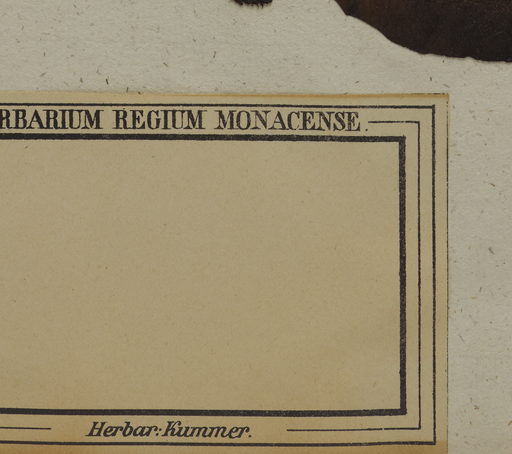 RBARIUM REGIUM MONACENSE.
Herbar: Kummer.